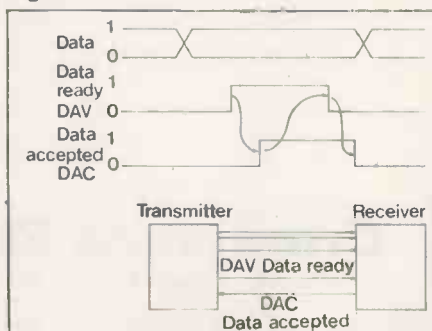 Data 1
0
Data
ready 1
DAV 0
Data 1
accepted 0
DAC
Transmitter Receiver
DAV Data ready
DAC
Data accepted